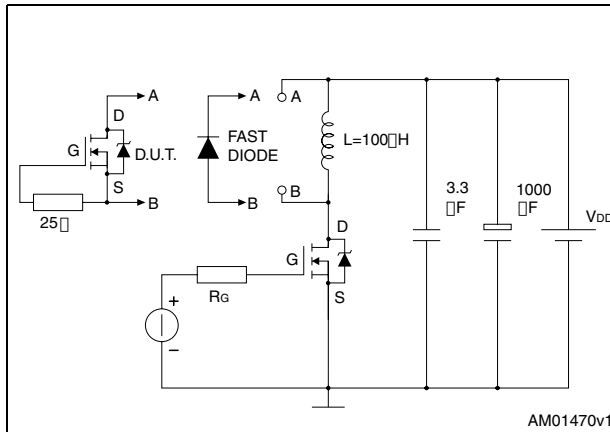 A
A
A
D
G
D.U.T.
FAST
DIODE
L=100▯H
S
B
B
B
25▯
3.3
▯F
1000
▯F
VDD
D
G
S
RG
+
−
AM01470v1